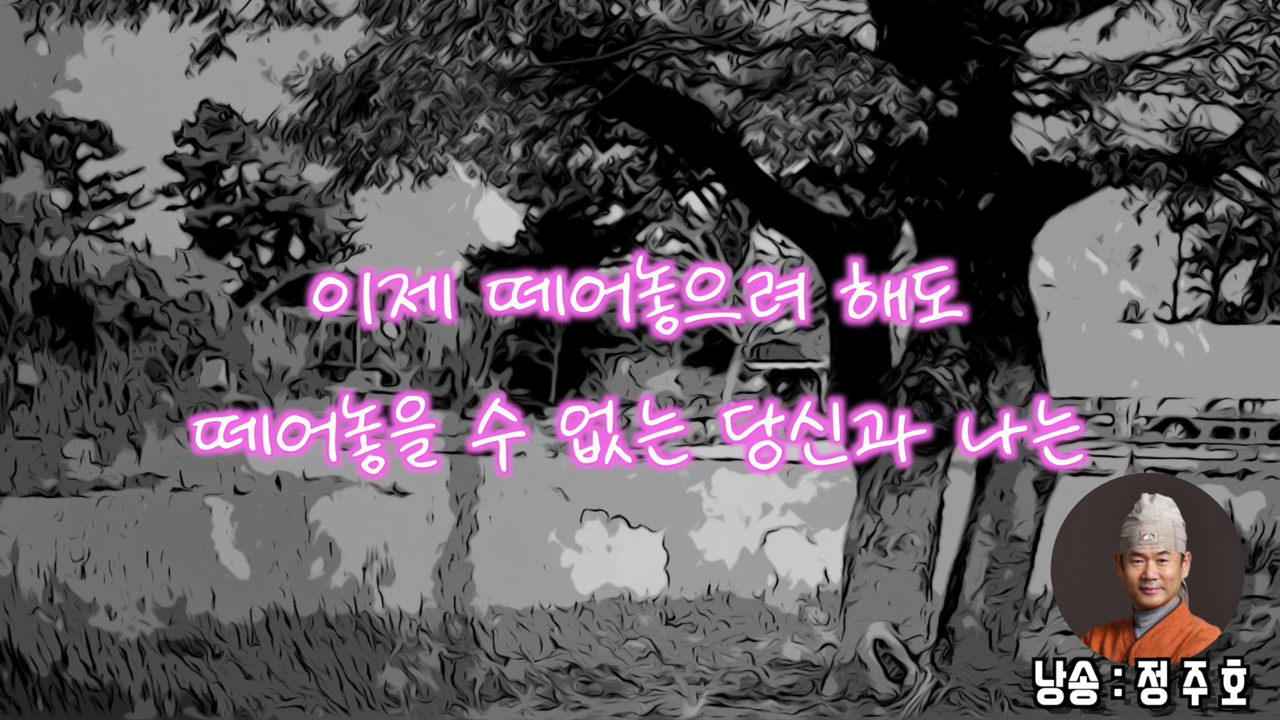 이제 떼어놓으려 해도
떼어놓을 수 없는 당신과 나는
낭송 : 정 주 호